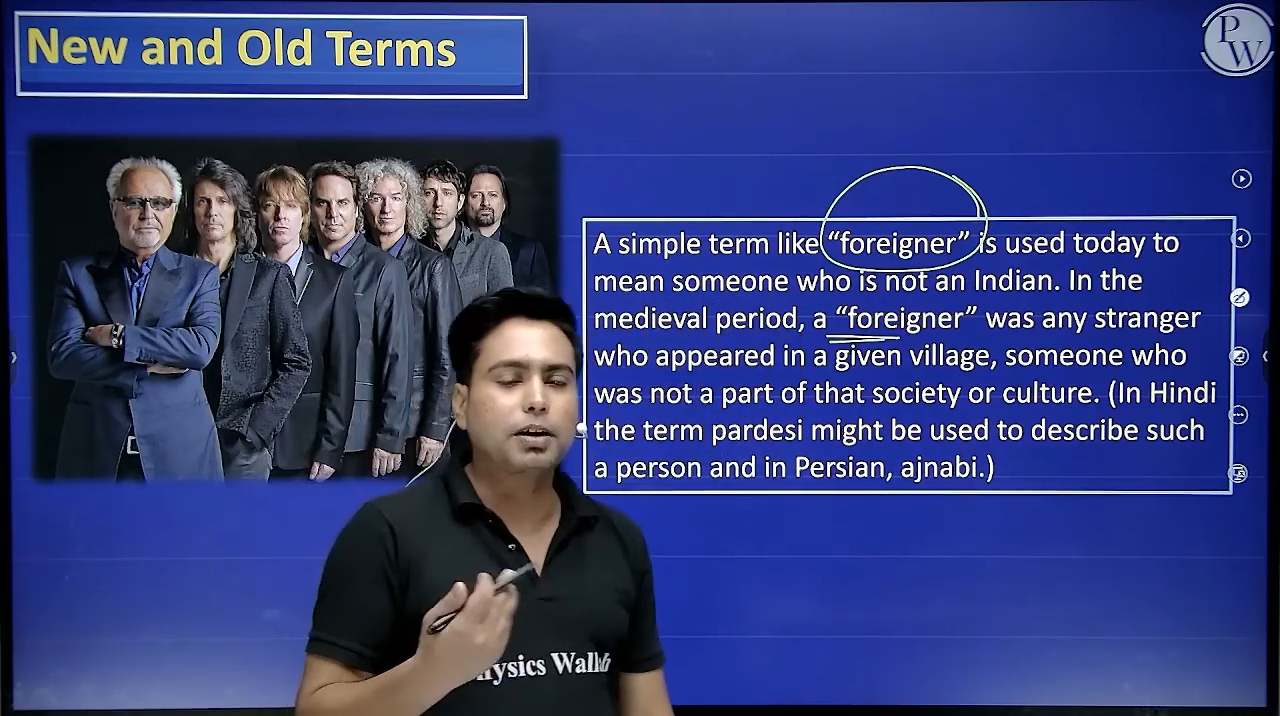 New and Old Terms
P
W
A simple term like “foreigner” is used today to
mean someone who is not an Indian. In the
medieval period, a “foreigner” was any stranger
who appeared in a given village, someone who
was not a part of that society or culture. (In Hindi
the term pardesi might be used to describe such
a person and in Persian, ajnabi.)
hysics Wallah